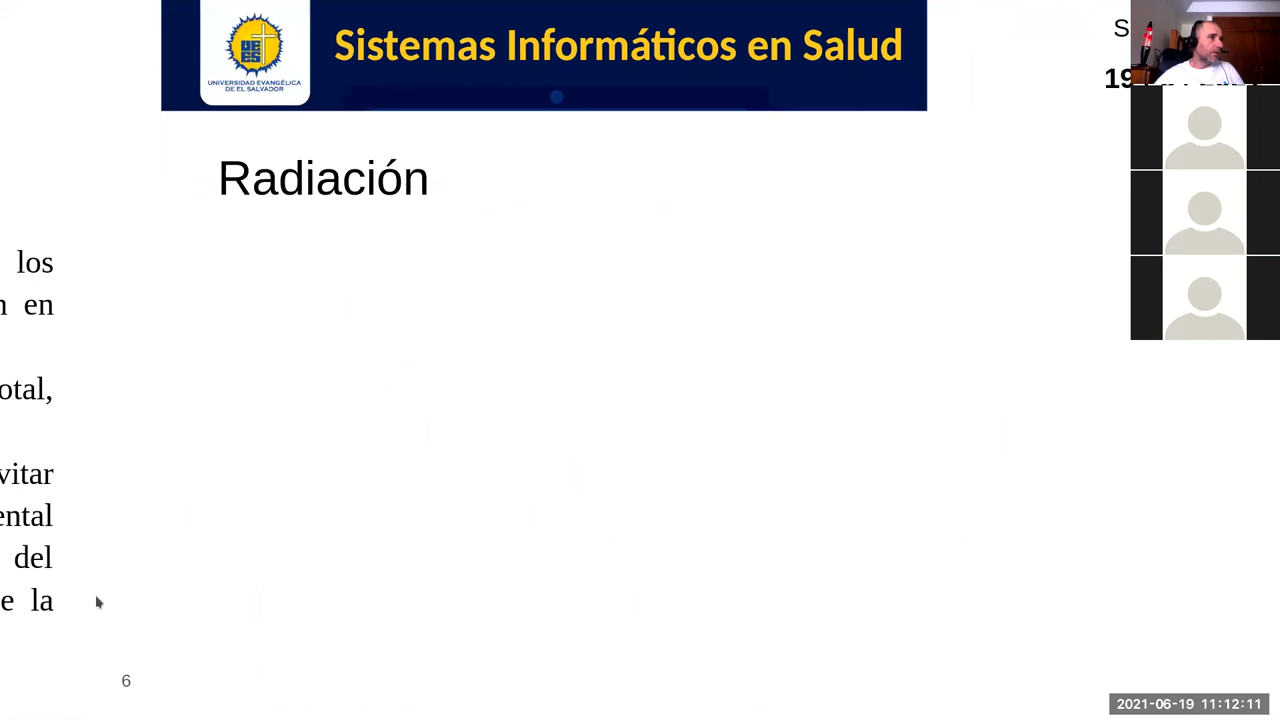 Sistemas Informáticos en Salud
UNIVERSIDAD EVANGÉLICA
DE EL SALVADOR
S
19
Radiación
los
n en
otal,
vitar
ental
del
e la
6
2021-06-19 11:12:11